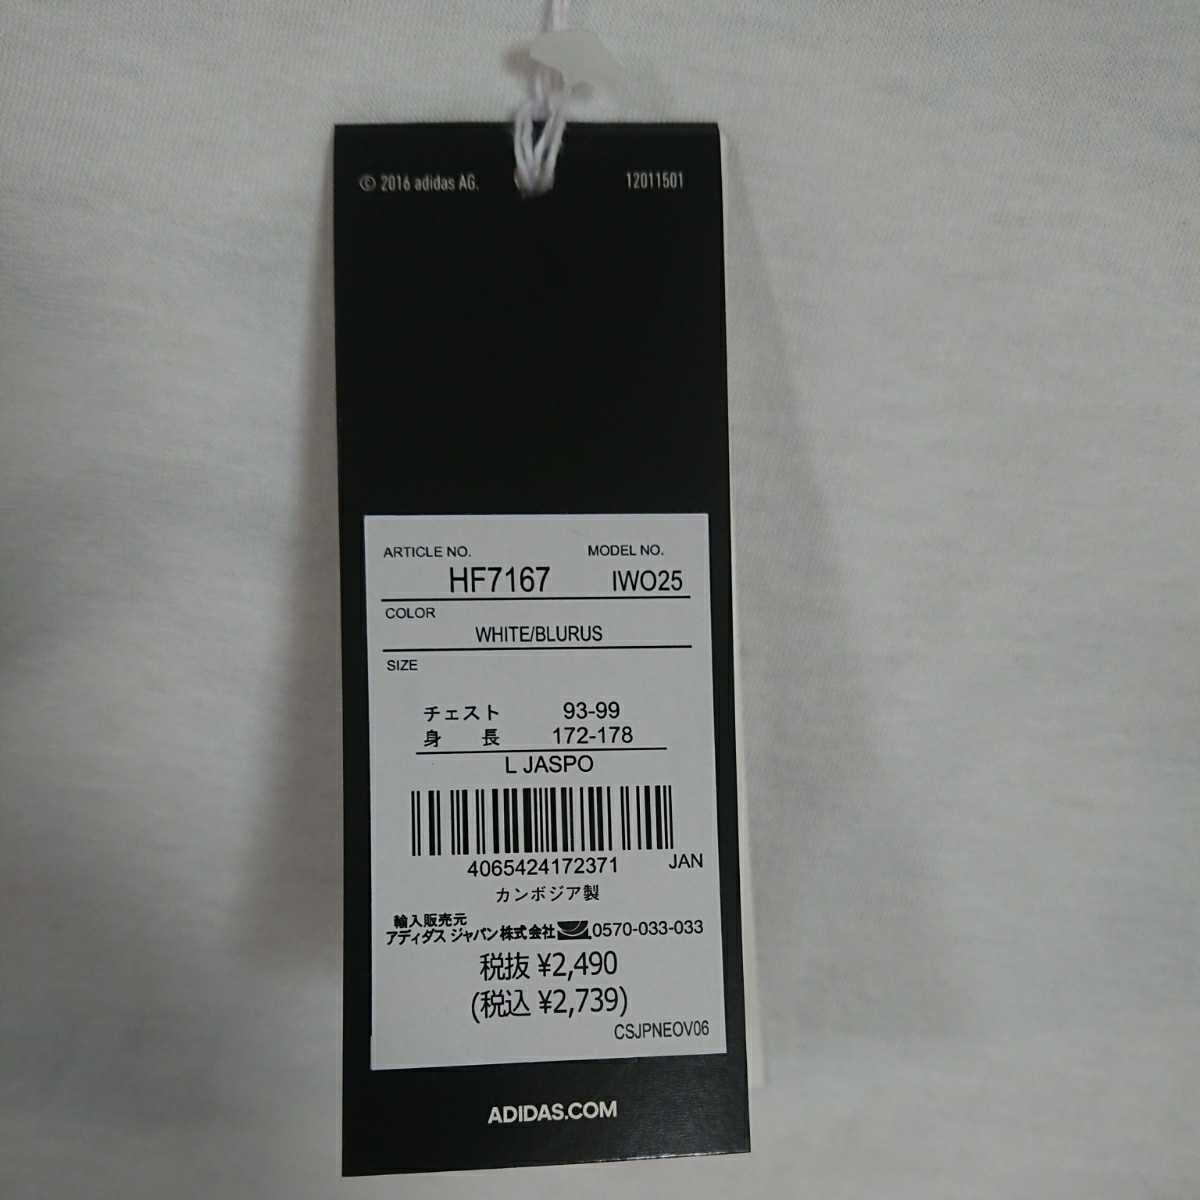 © 2016 adidas AG. 12011501
ARTICLE NO. MODEL NO.
HF7167 IWO25
COLOR
WHITE/BLURUS
SIZE
チェスト 93-99
身 長 172-178
L JASPO
4065424172371 JAN
カンボジア製
輸入販売元
アディダス ジャパン株式会社 0570-033-033
税抜 ¥2,490
(税込 ¥2,739)
CSJPNEOV06
ADIDAS.COM